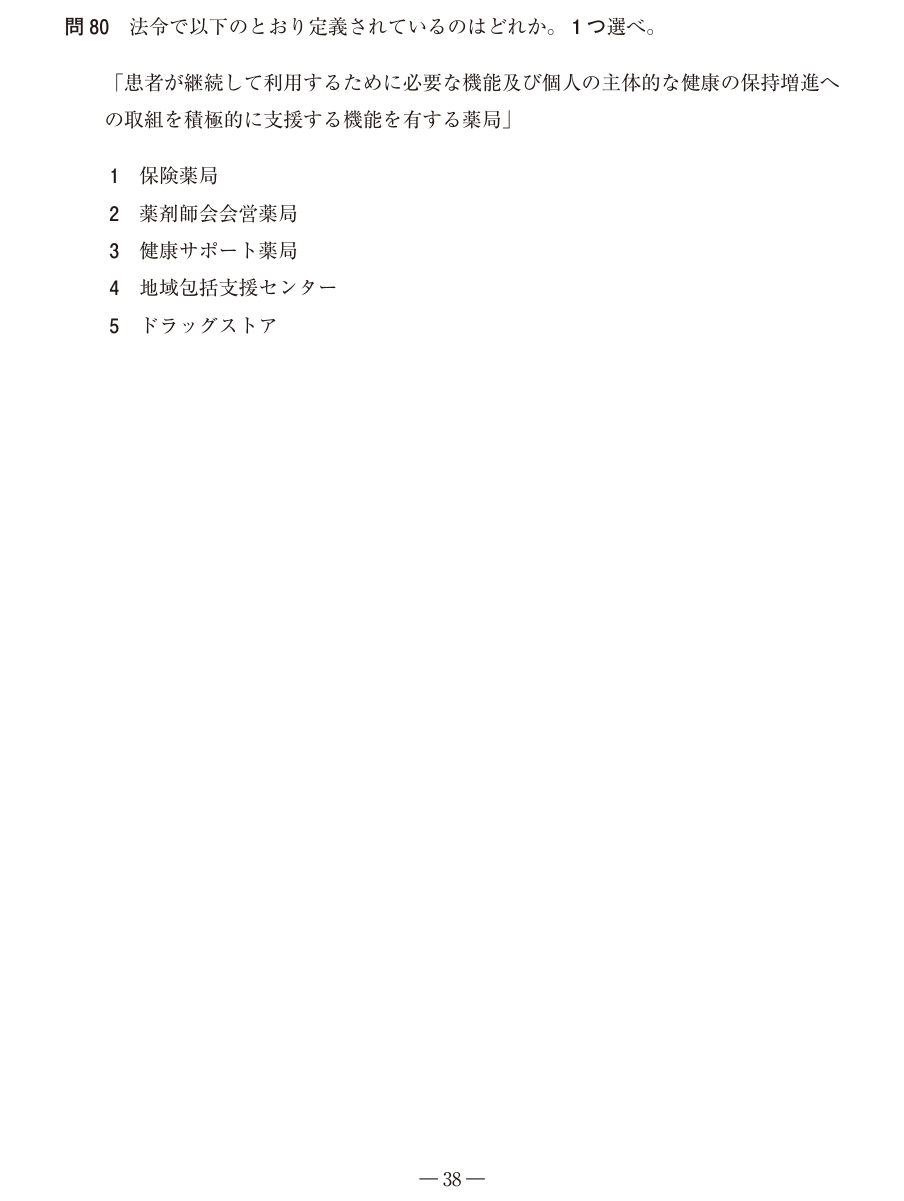 問 80 法令で以下のとおり定義されているのはどれか。1つ選べ。
「患者が継続して利用するために必要な機能及び個人の主体的な健康の保持増進へ
の取組を積極的に支援する機能を有する薬局」
1 保険薬局
2 薬剤師会会営薬局
3 健康サポート薬局
4 地域包括支援センター
5 ドラッグストア
— 38 —